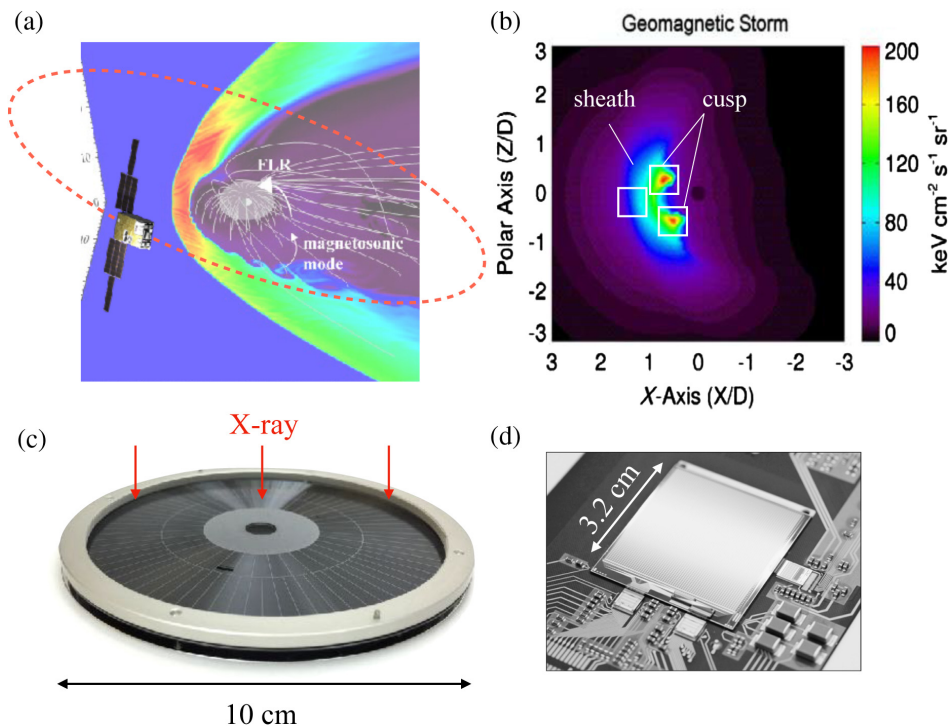 (a)
FLR
magnetosonic
mode
(b)
Geomagnetic Storm
sheath
cusp
Polar Axis (Z/D)
3
2
1
0
-1
-2
-3
3
2
1
0
-1
-2
-3
X-Axis (X/D)
200
160
120
80
40
0
keV cm⁻² s⁻¹ sr⁻¹
(c)
X-ray
10 cm
(d)
3.2 cm